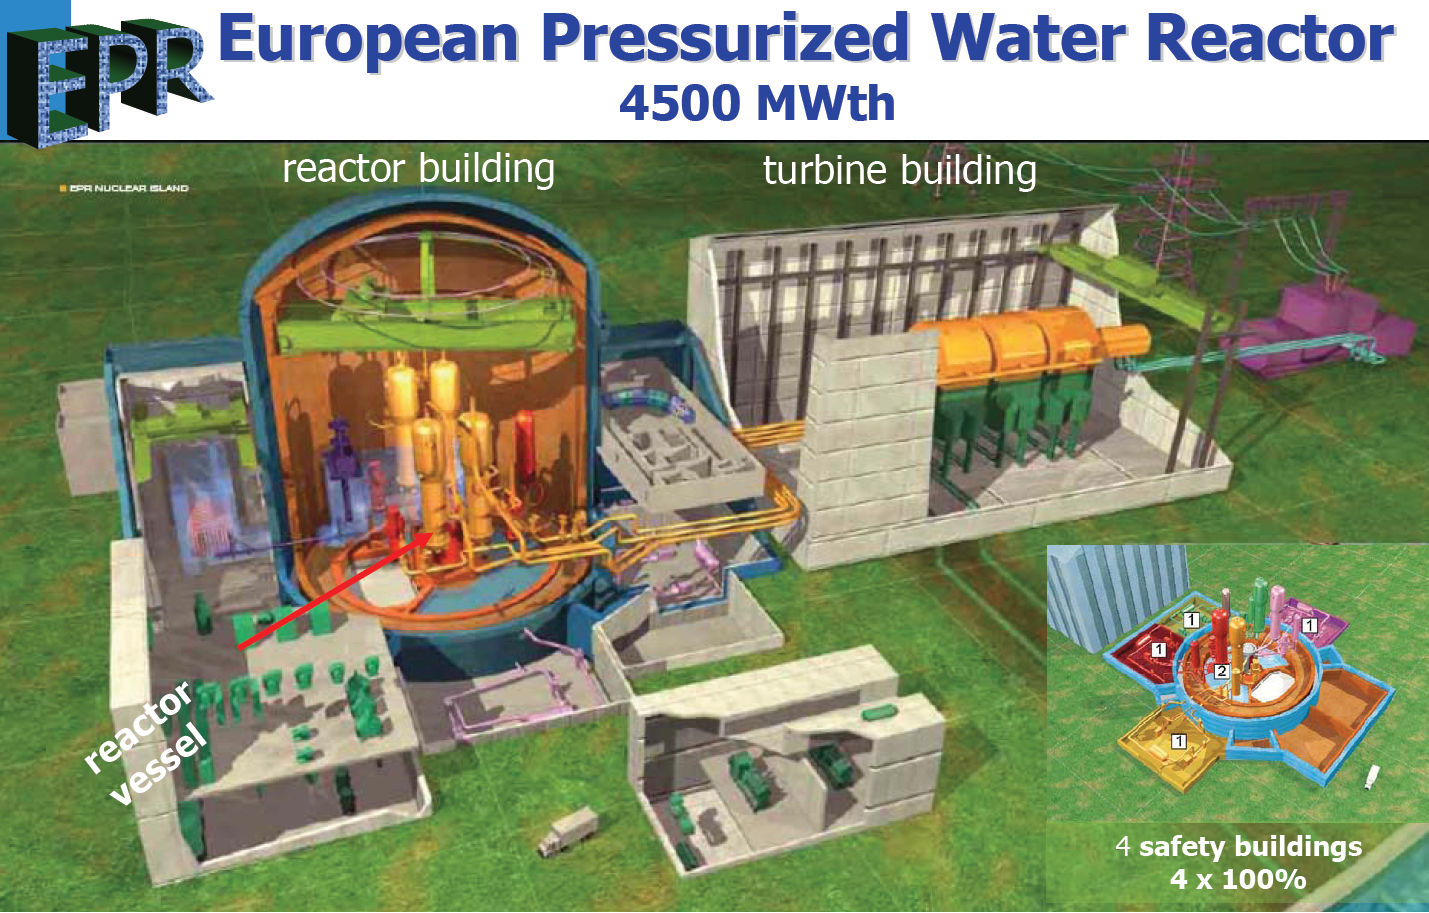 EPR
European Pressurized Water Reactor
4500 MWth
reactor building
turbine building
EPR NUCLEAR ISLAND
reactor
vessel
1
1
1
2
1
4 safety buildings
4 x 100%